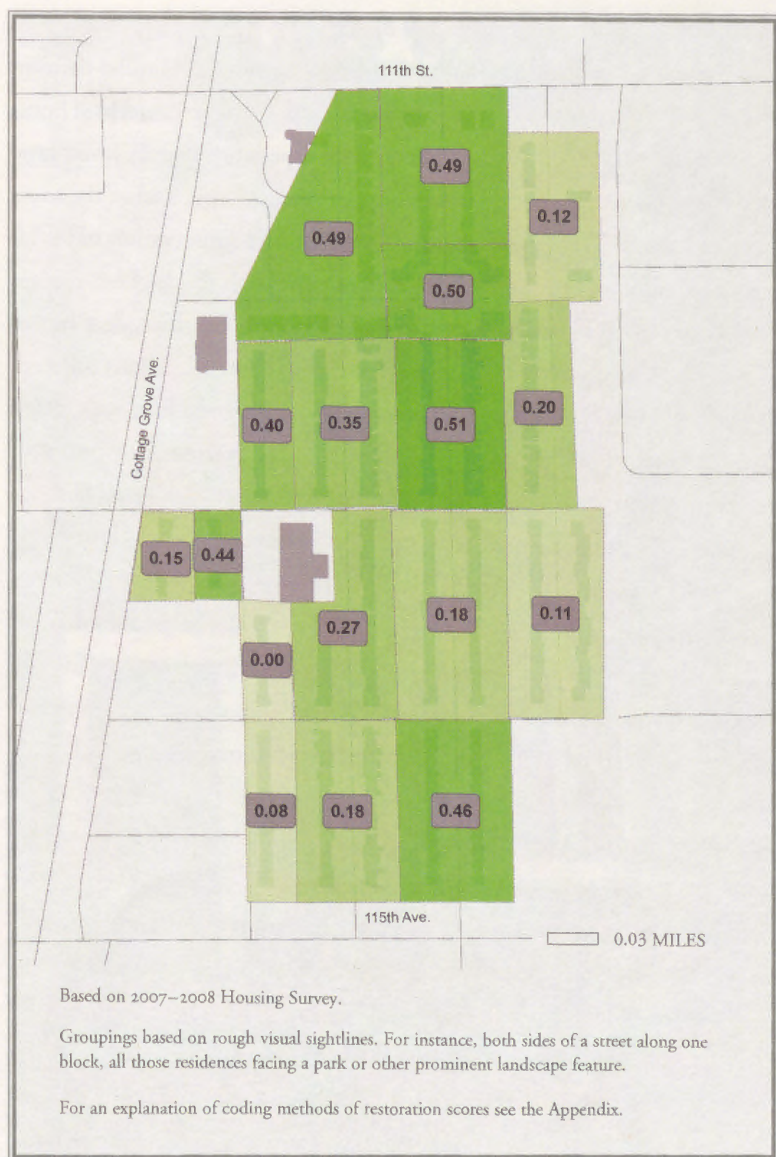 111th St.
0.49
0.12
0.49
0.50
Cottage Grove Ave.
0.40
0.35
0.51
0.20
0.15
0.44
0.27
0.18
0.11
0.00
0.08
0.18
0.46
115th Ave.
0.03 MILES
Based on 2007–2008 Housing Survey.
Groupings based on rough visual sightlines. For instance, both sides of a street along one
block, all those residences facing a park or other prominent landscape feature.
For an explanation of coding methods of restoration scores see the Appendix.